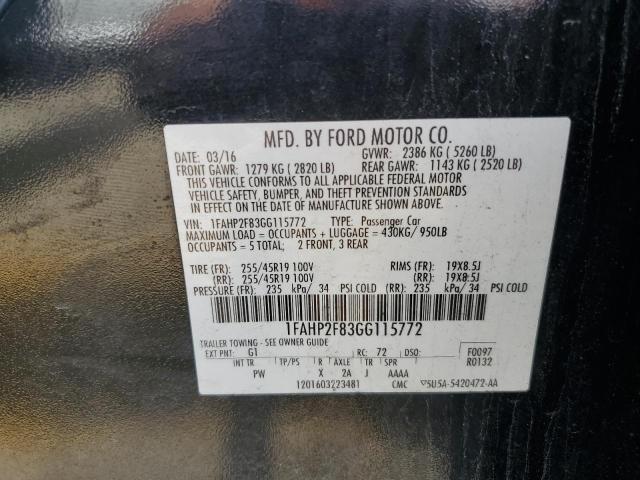 MFD. BY FORD MOTOR CO.
DATE: 03/16 GVWR: 2386 KG ( 5260 LB)
FRONT GAWR: 1279 KG ( 2820 LB) REAR GAWR: 1143 KG ( 2520 LB)
THIS VEHICLE CONFORMS TO ALL APPLICABLE FEDERAL MOTOR
VEHICLE SAFETY, BUMPER, AND THEFT PREVENTION STANDARDS
IN EFFECT ON THE DATE OF MANUFACTURE SHOWN ABOVE.
VIN: 1FAHP2F83GG115772 TYPE: Passenger Car
MAXIMUM LOAD = OCCUPANTS + LUGGAGE = 430KG/ 950LB
OCCUPANTS = 5 TOTAL; 2 FRONT, 3 REAR
TIRE (FR): 255/45R19 100V RIMS (FR): 19X8.5J
(RR): 255/45R19 100V (RR): 19X8.5J
PRESSURE (FR): 235 kPa/ 34 PSI COLD (RR): 235 kPa/ 34 PSI COLD
1FAHP2F83GG115772
TRAILER TOWING - SEE OWNER GUIDE
EXT PNT: G1 RC: 72 DSO: F0097
INT TR TP/PS R AXLE TR SPR R0132
PW X 2A J AAAA
1201603223481 CMC ▽5U5A-5420472-AA